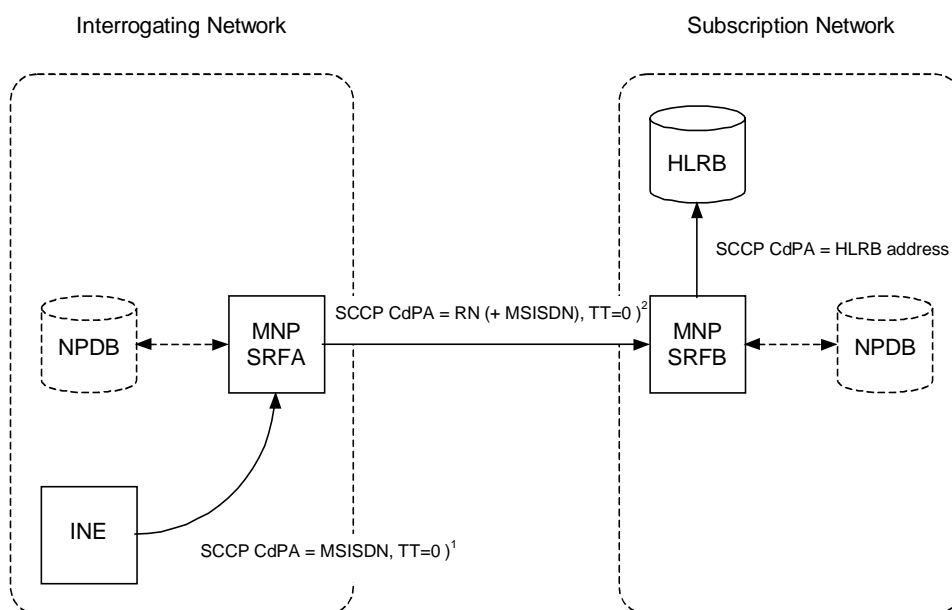 Interrogating Network
Subscription Network
HLRB
SCCP CdPA = HLRB address
SCCP CdPA = RN (+ MSISDN), TT=0 )²
NPDB
MNP
SRFA
MNP
SRFB
NPDB
INE
SCCP CdPA = MSISDN, TT=0 )¹